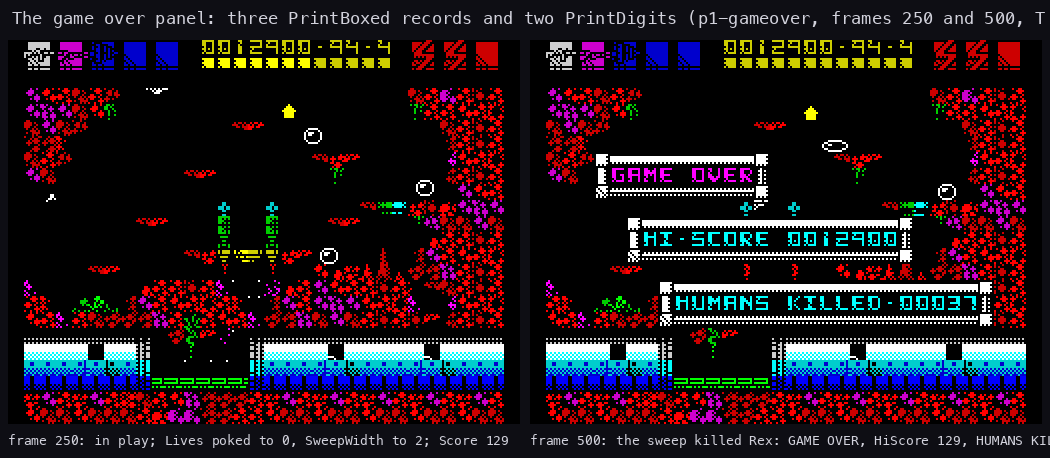 The game over panel: three PrintBoxed records and two PrintDigits (p1—gameover, frames 250 and 500, T
0012900-94-4
0012900-94-4
GAME OVER
HI-SCORE 0012900
HUMANS KILLED-00037
frame 250: in play; Lives poked to 0, SweepWidth to 2; Score 129
frame 500: the sweep killed Rex: GAME OVER, HiScore 129, HUMANS KIL